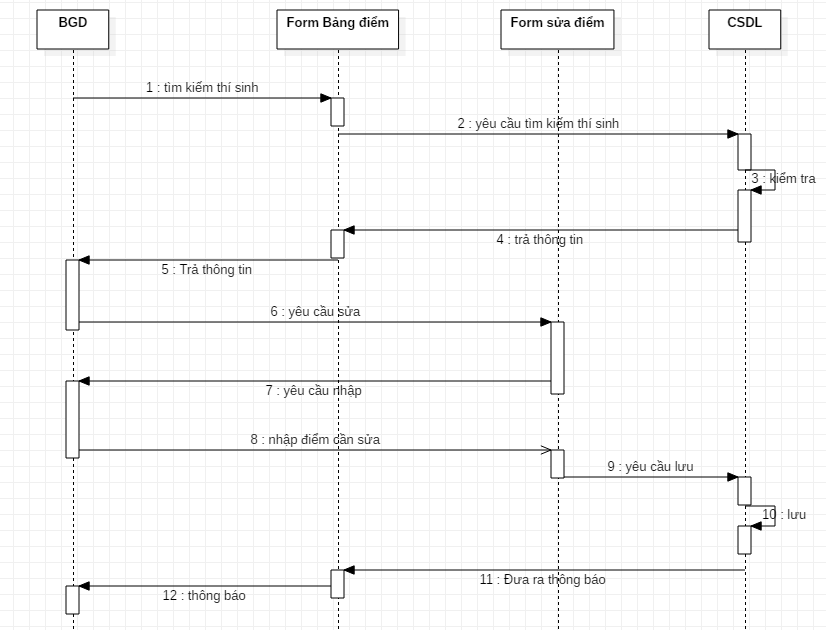 BGD
Form Bảng điểm
Form sửa điểm
CSDL
1 : tìm kiếm thí sinh
2 : yêu cầu tìm kiếm thí sinh
3 : kiểm tra
4 : trả thông tin
5 : Trả thông tin
6 : yêu cầu sửa
7 : yêu cầu nhập
8 : nhập điểm cần sửa
9 : yêu cầu lưu
10 : lưu
11 : Đưa ra thông báo
12 : thông báo